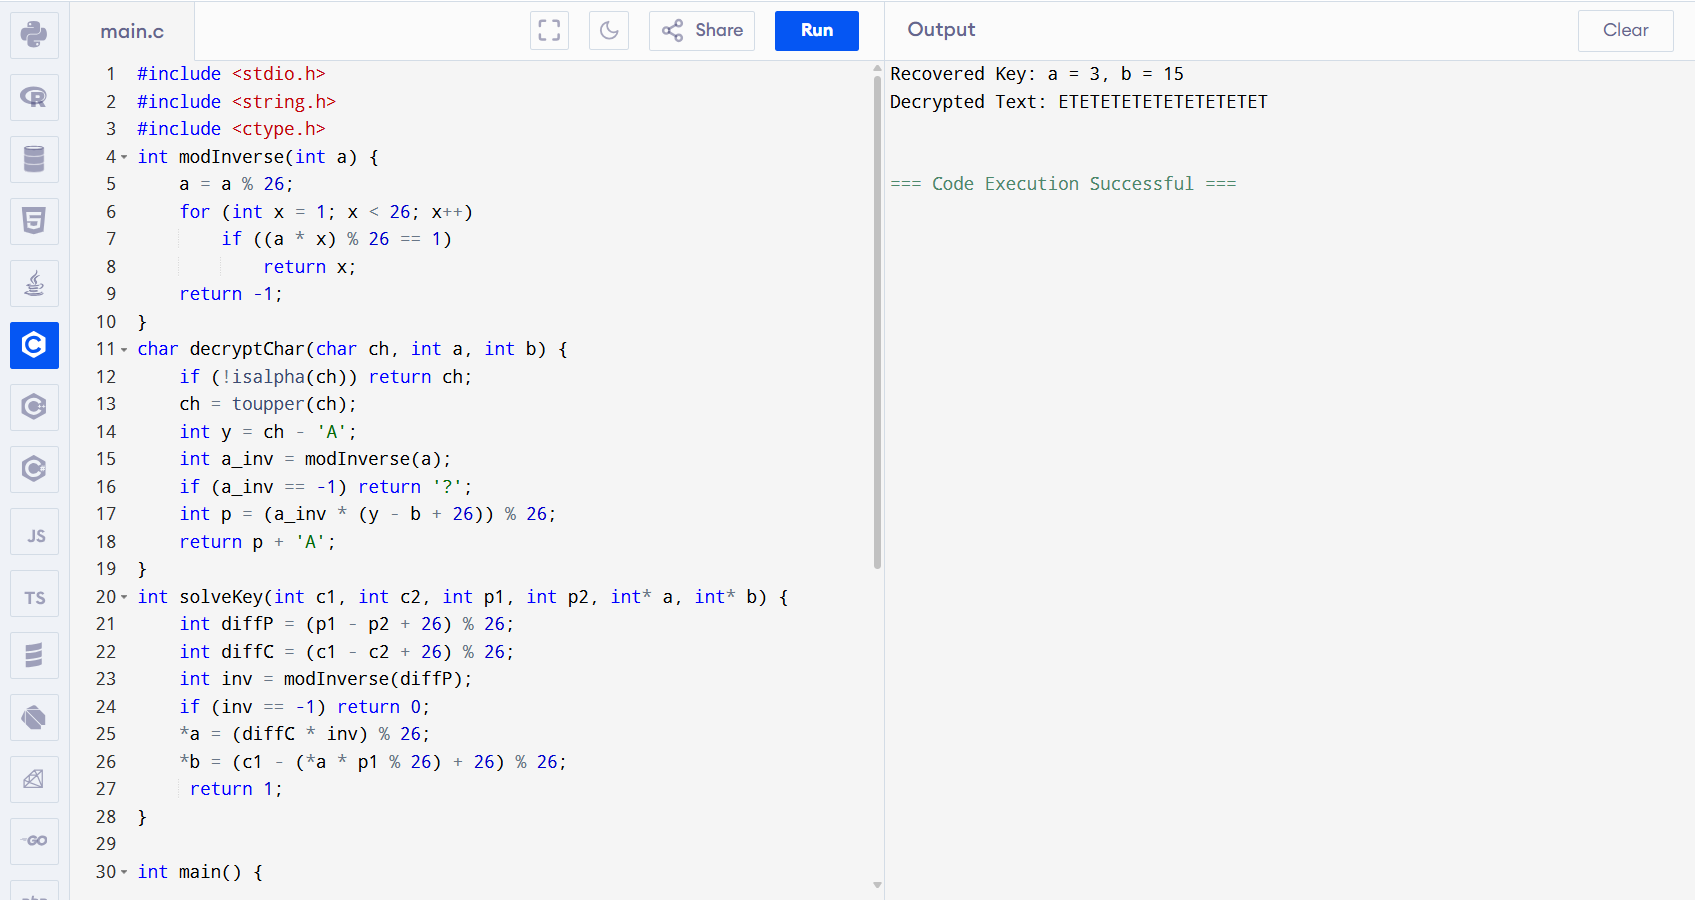 main.c
Share
Run
Output
Clear
1 #include <stdio.h>
2 #include <string.h>
3 #include <ctype.h>
4 int modInverse(int a) {
5     a = a % 26;
6     for (int x = 1; x < 26; x++)
7         if ((a * x) % 26 == 1)
8             return x;
9     return -1;
10 }
11 char decryptChar(char ch, int a, int b) {
12     if (!isalpha(ch)) return ch;
13     ch = toupper(ch);
14     int y = ch - 'A';
15     int a_inv = modInverse(a);
16     if (a_inv == -1) return '?';
17     int p = (a_inv * (y - b + 26)) % 26;
18     return p + 'A';
19 }
20 int solveKey(int c1, int c2, int p1, int p2, int* a, int* b) {
21     int diffP = (p1 - p2 + 26) % 26;
22     int diffC = (c1 - c2 + 26) % 26;
23     int inv = modInverse(diffP);
24     if (inv == -1) return 0;
25     *a = (diffC * inv) % 26;
26     *b = (c1 - (*a * p1 % 26) + 26) % 26;
27      return 1;
28 }
29
30 int main() {
Recovered Key: a = 3, b = 15
Decrypted Text: ETETETETETETETETETET
=== Code Execution Successful ===
R
5
C
C
C
JS
TS
GO